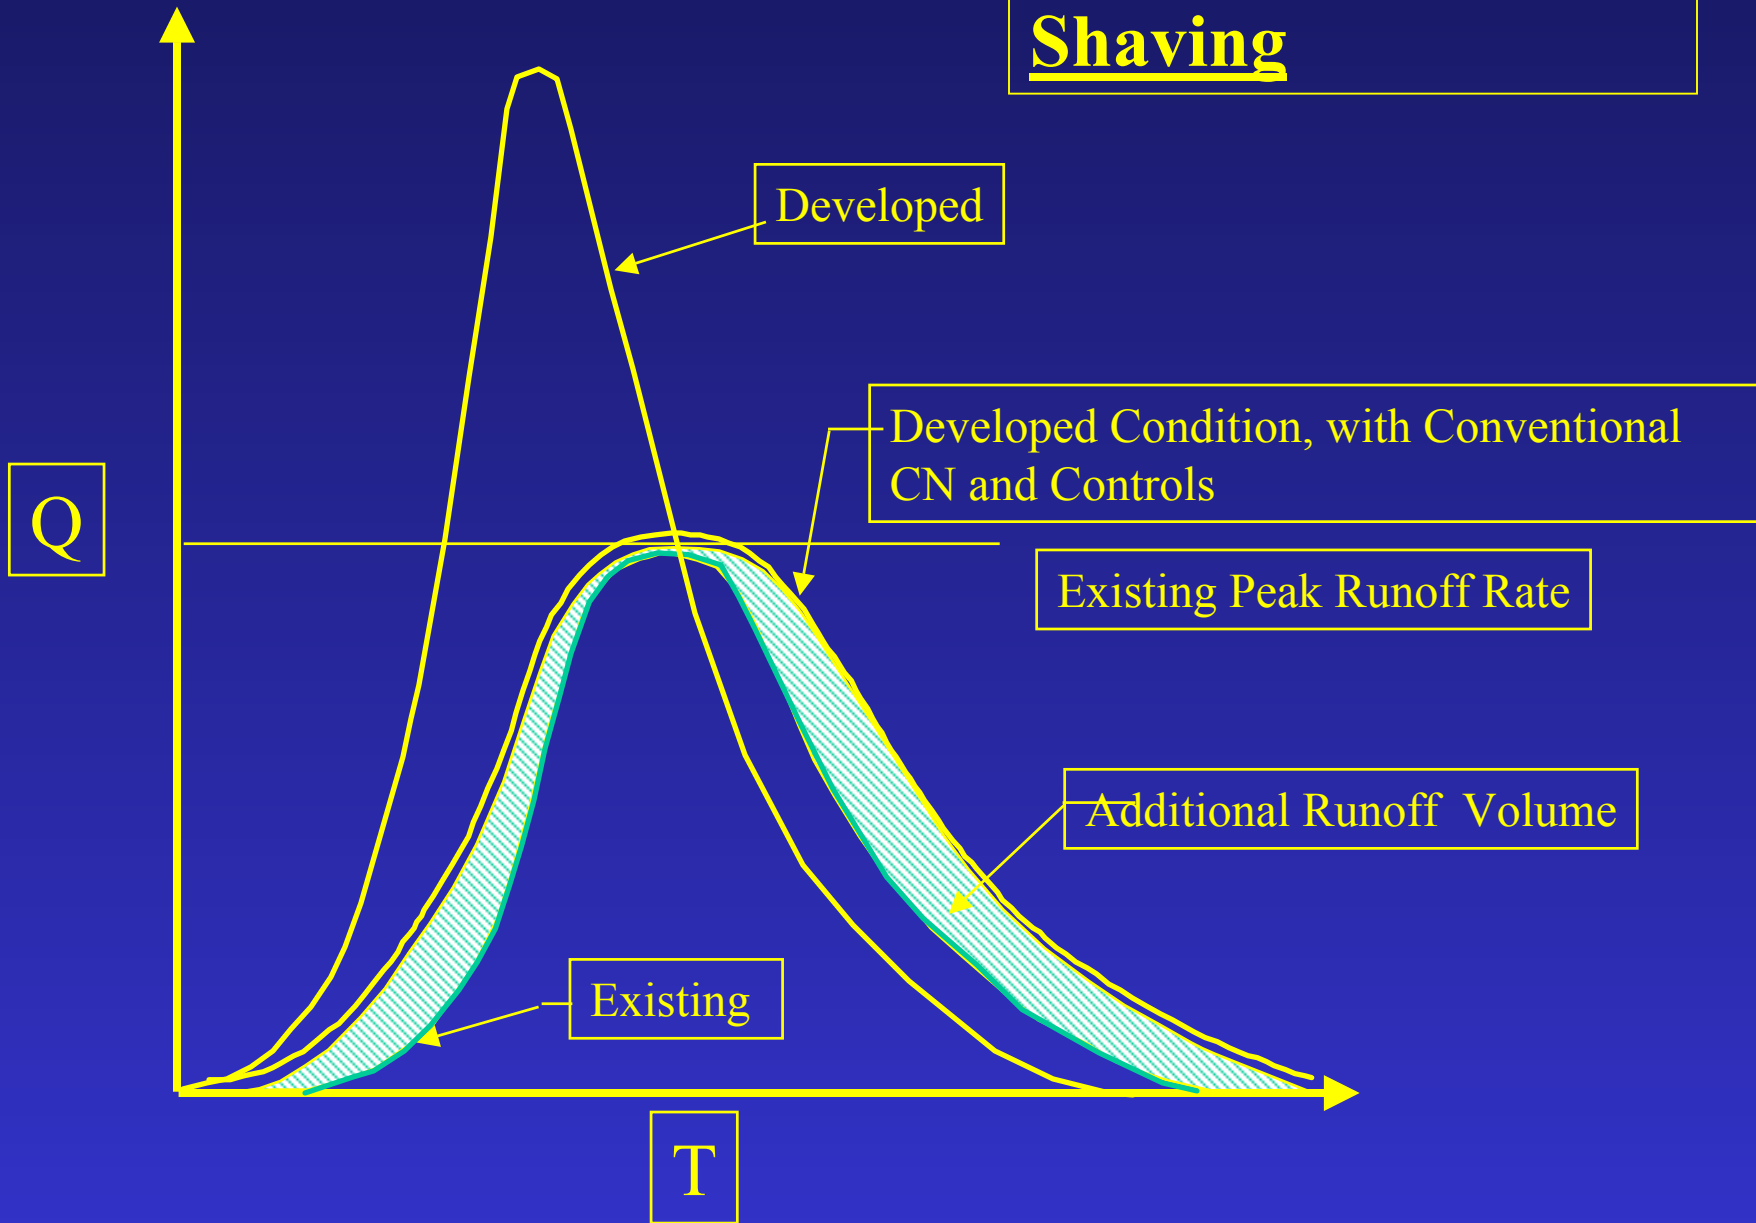 Shaving
Developed
Developed Condition, with Conventional
CN and Controls
Q
Existing Peak Runoff Rate
Additional Runoff Volume
Existing
T